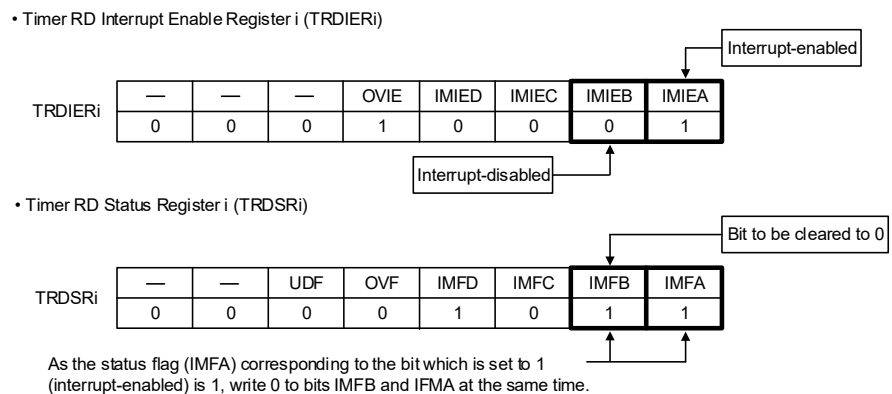 • Timer RD Interrupt Enable Register i (TRDIERi)
Interrupt-enabled
TRDIERi
— — — OVIE IMIED IMIEC IMIEB IMIEA
0 0 0 1 0 0 0 1
Interrupt-disabled
• Timer RD Status Register i (TRDSRi)
Bit to be cleared to 0
TRDSRi
— — UDF OVF IMFD IMFC IMFB IMFA
0 0 0 0 1 0 1 1
As the status flag (IMFA) corresponding to the bit which is set to 1
(interrupt-enabled) is 1, write 0 to bits IMFB and IFMA at the same time.